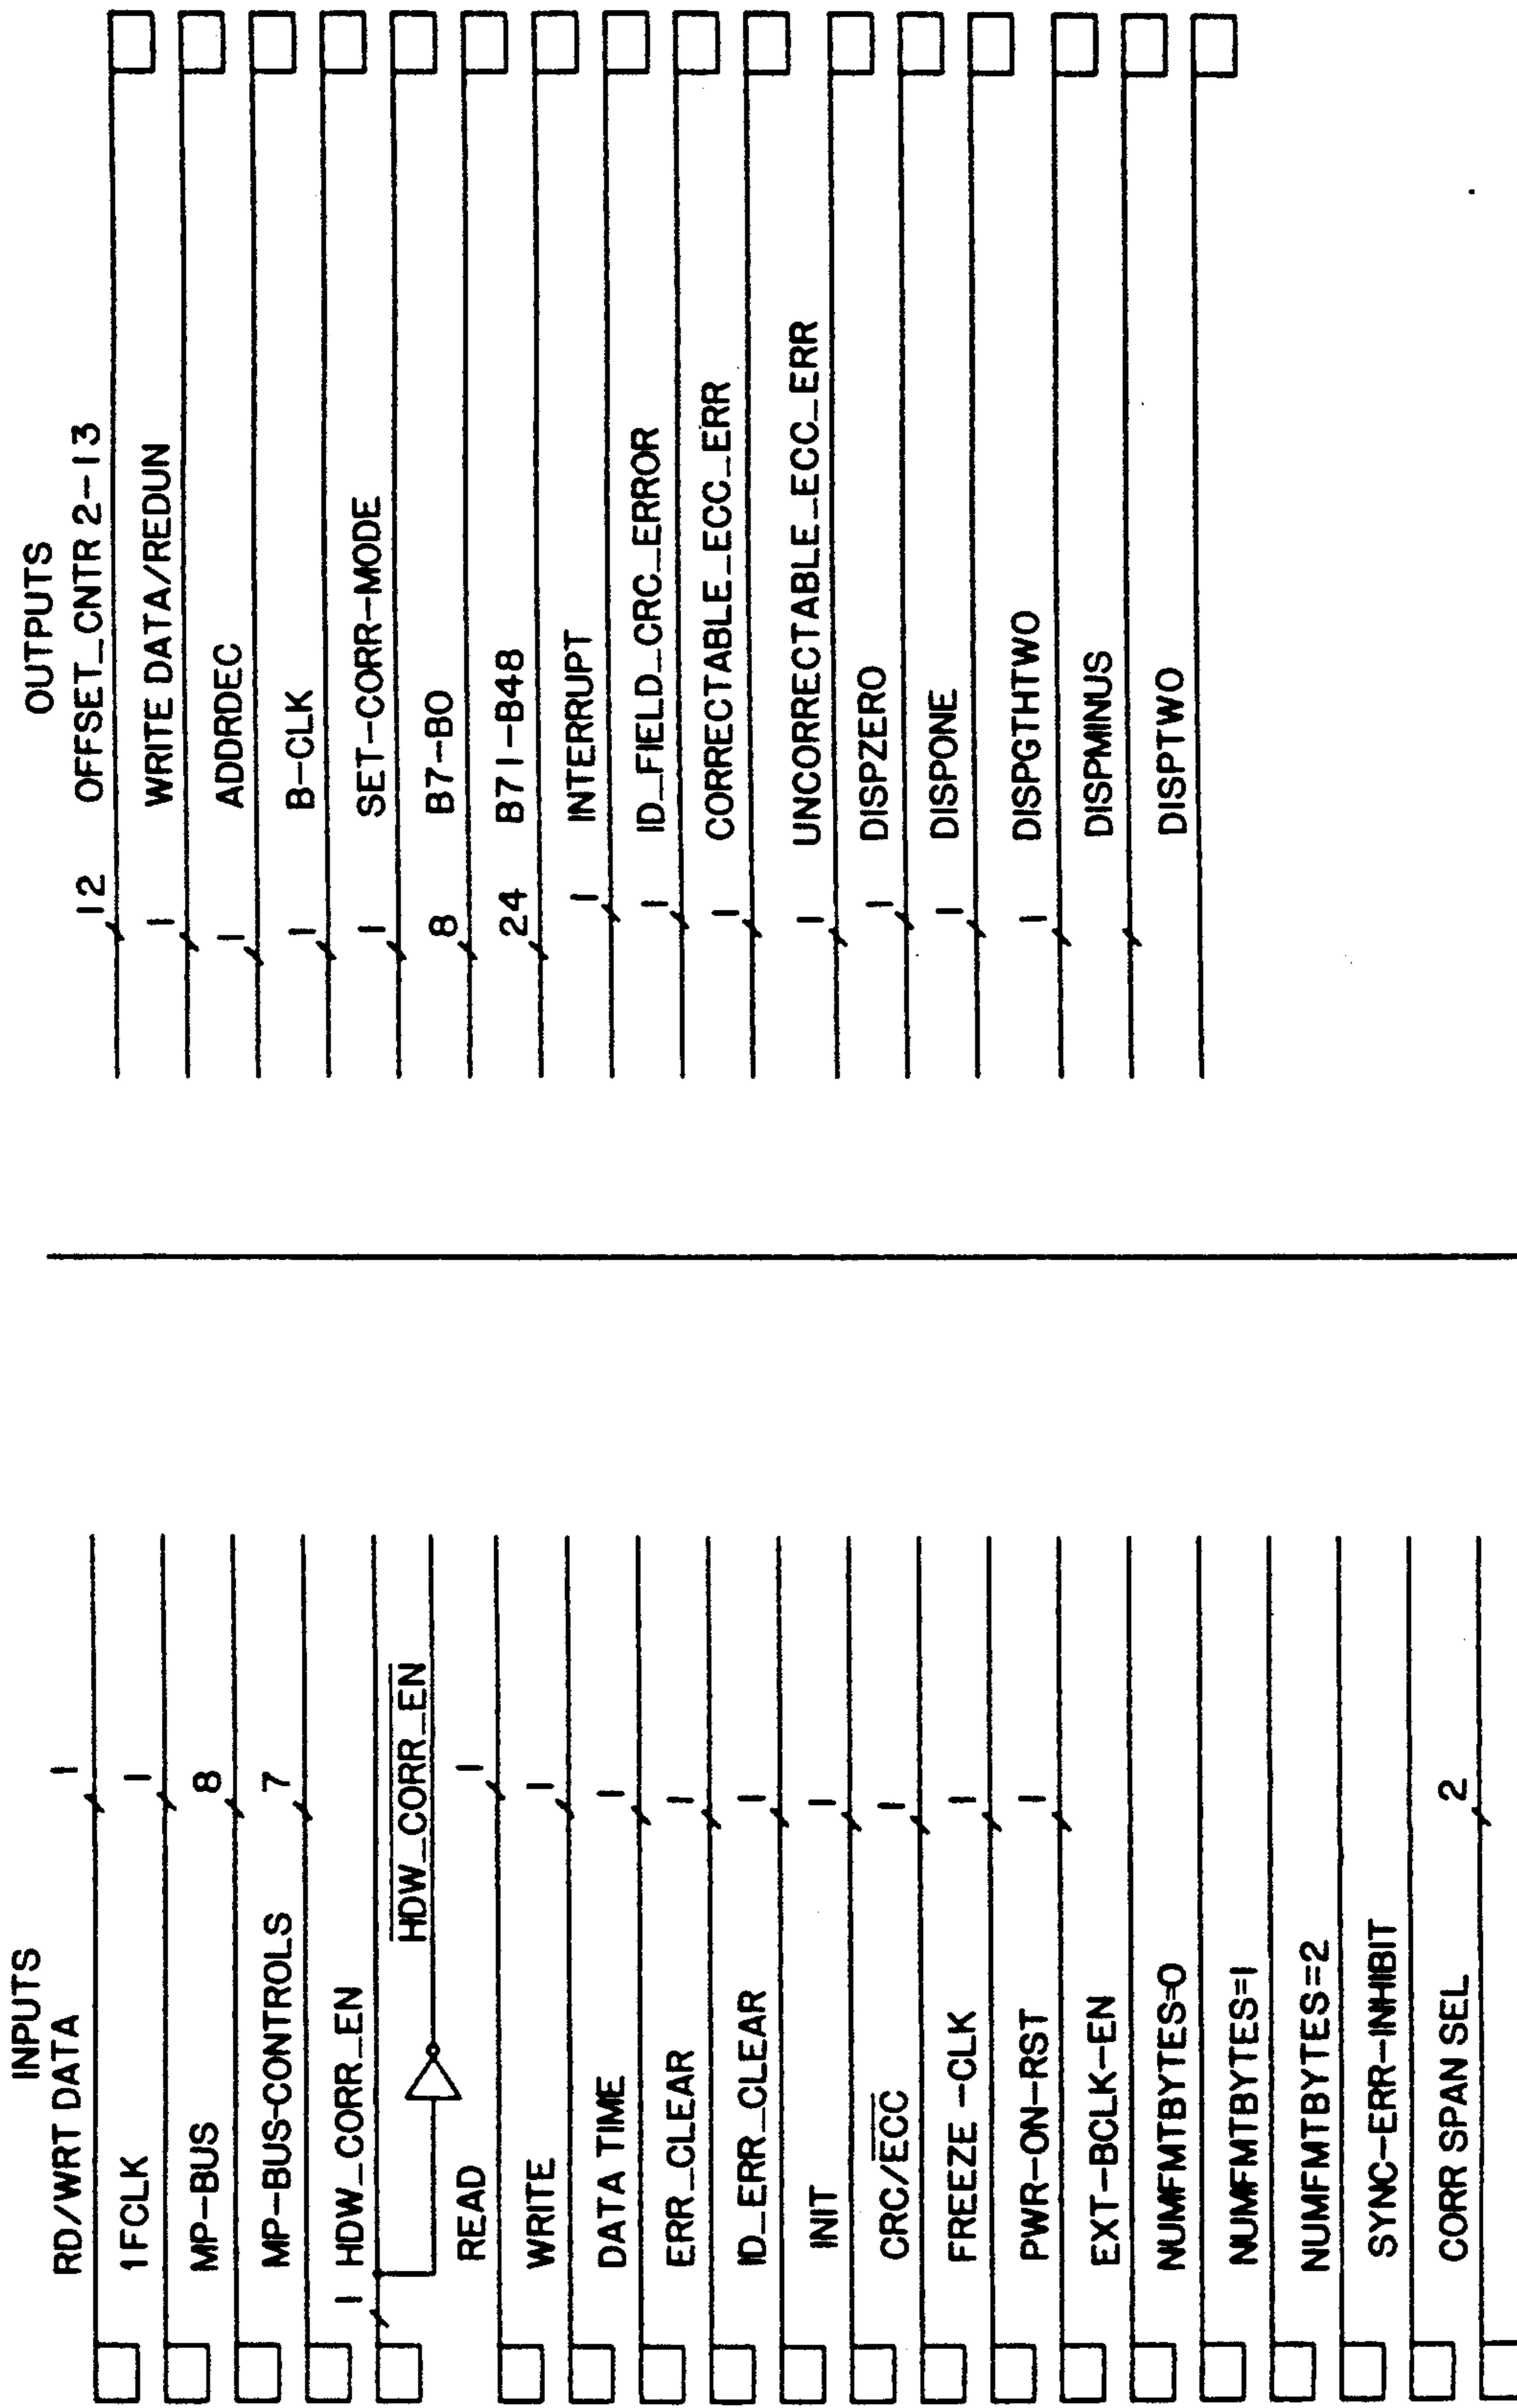 INPUTS
RD/WRT DATA 1
1FCLK 1
MP-BUS 8
MP-BUS-CONTROLS 7
1 HDW_CORR_EN
HDW_CORR_EN
READ 1
WRITE 1
DATA TIME 1
ERR_CLEAR 1
ID_ERR_CLEAR 1
INIT 1
CRC/ECC 1
FREEZE-CLK 1
PWR-ON-RST 1
EXT-BCLK-EN
NUMFMTBYTES=0
NUMFMTBYTES=1
NUMFMTBYTES=2
SYNC-ERR-INHIBIT
CORR SPAN SEL 2
OUTPUTS
12 OFFSET_CNTR 2-13
1 WRITE DATA/REDUN
1 ADDRDEC
1 B-CLK
1 SET-CORR-MODE
8 B7-B0
24 B71-B48
1 INTERRUPT
1 ID_FIELD_CRC_ERROR
1 CORRECTABLE_ECC_ERR
1 UNCORRECTABLE_ECC_ERR
1 DISPZERO
1 DISPONE
1 DISPGTHTWO
DISPMINUS
DISPTWO